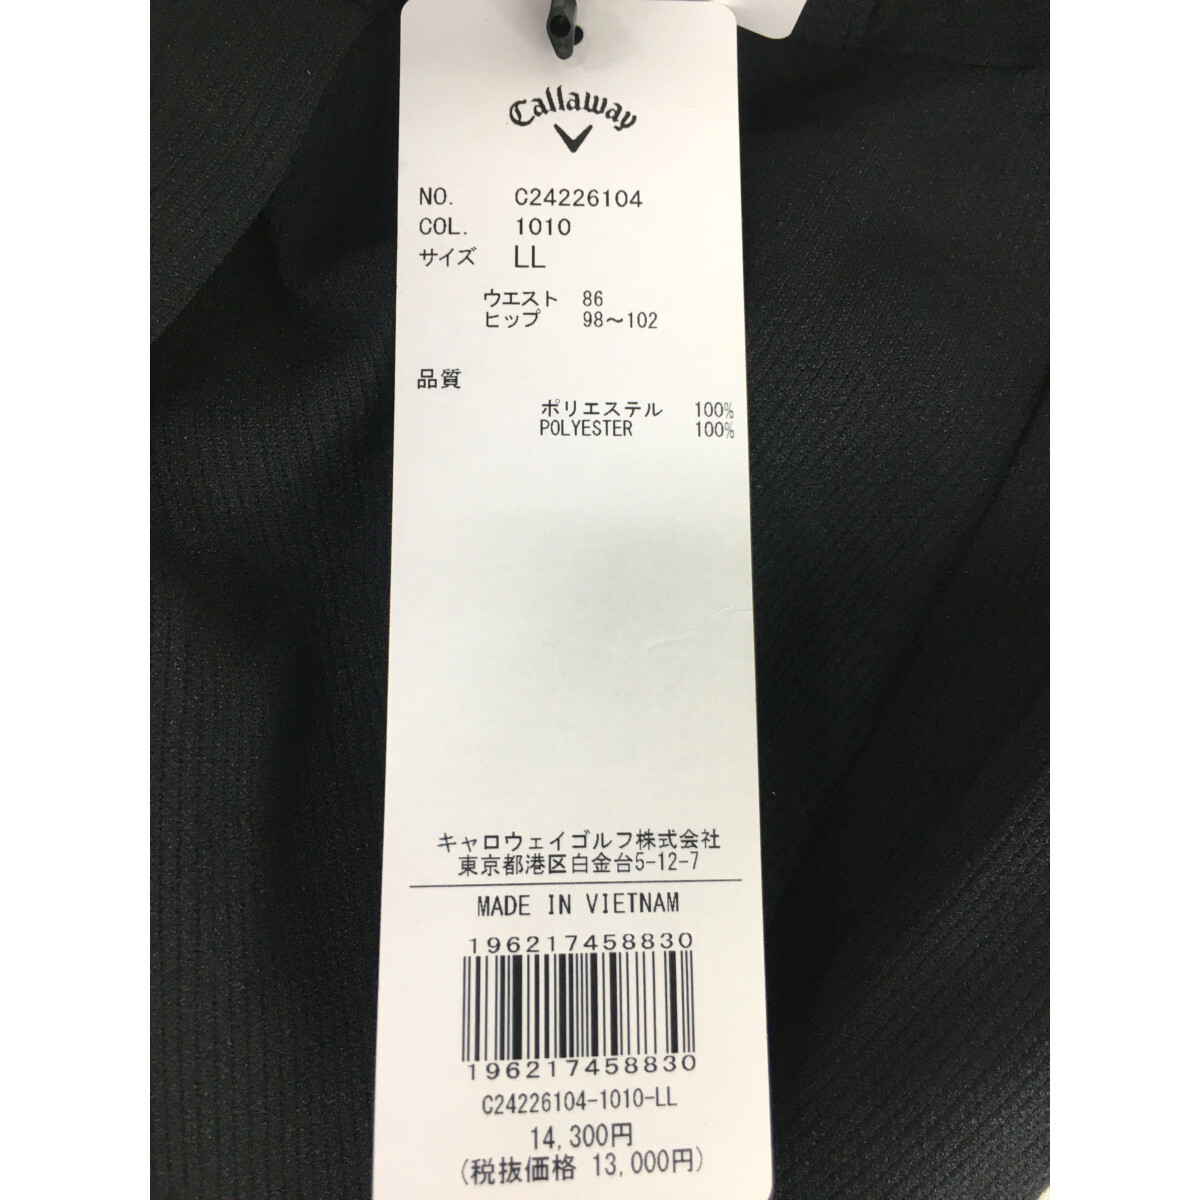 Callaway
NO. C24226104
COL. 1010
サイズ LL
ウエスト 86
ヒップ 98～102
品質
ポリエステル 100%
POLYESTER 100%
キャロウェイゴルフ株式会社
東京都港区白金台5-12-7
MADE IN VIETNAM
196217458830
196217458830
C24226104-1010-LL
14,300円
(税抜価格 13,000円)